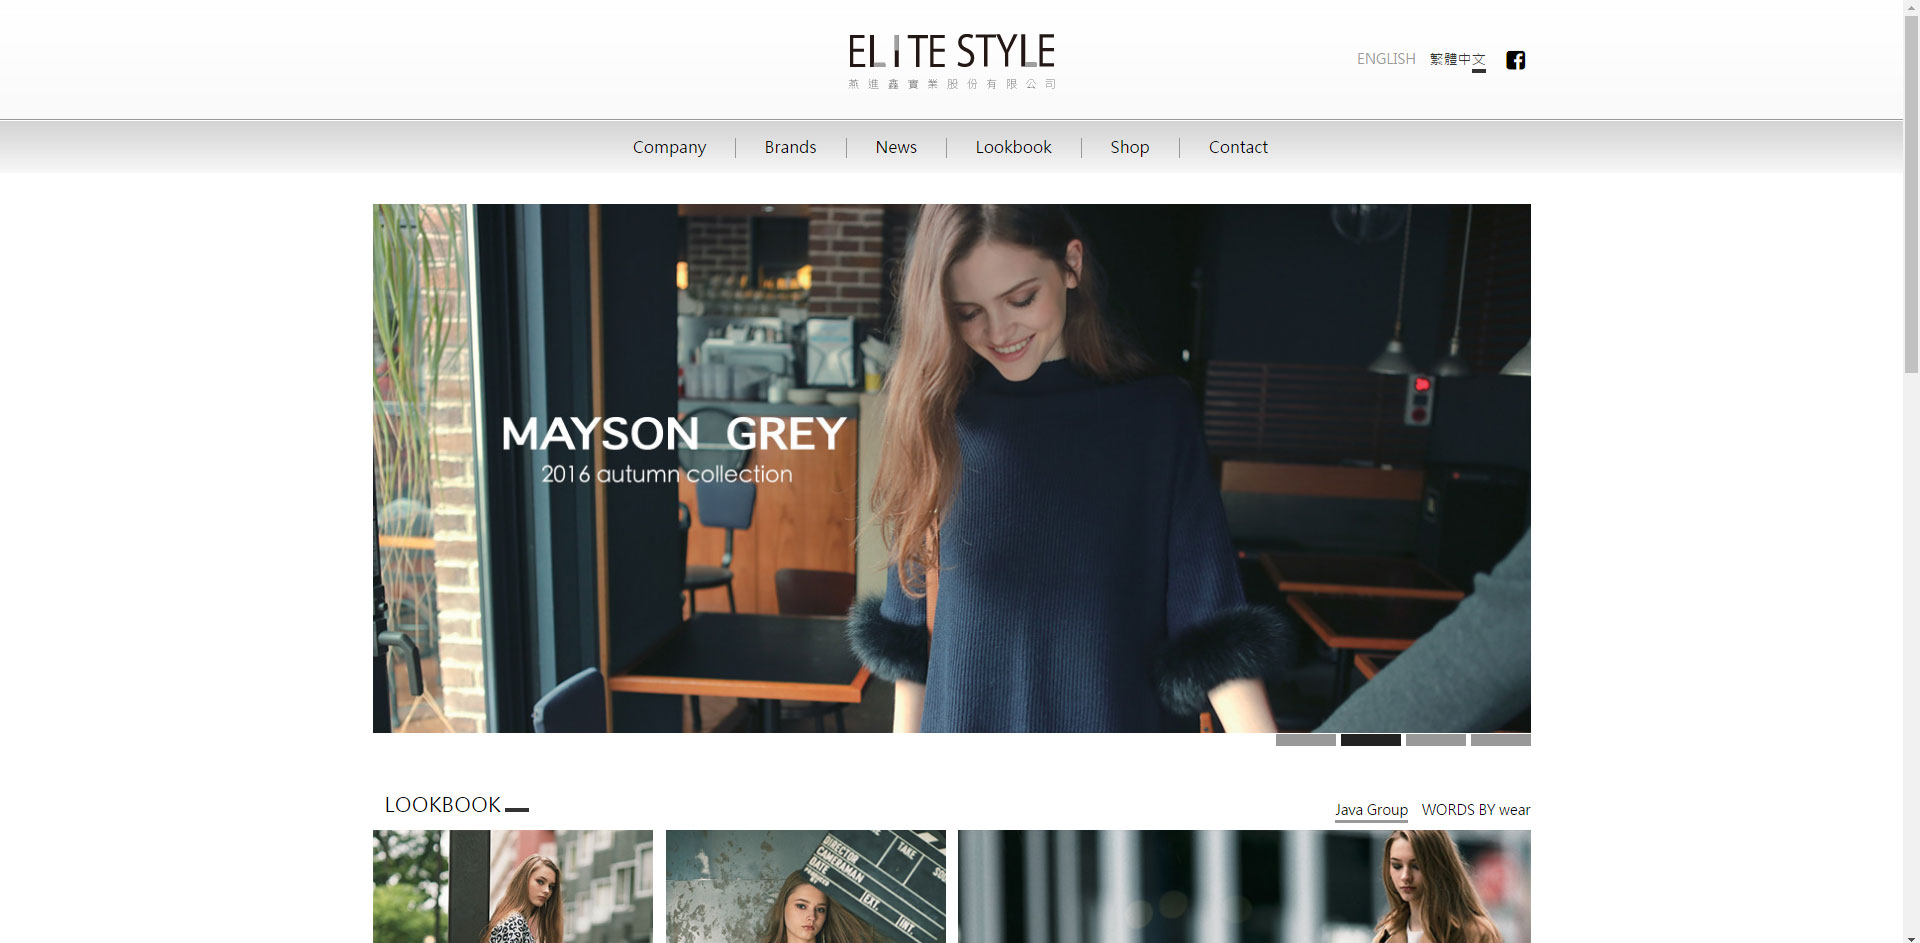 ELITE STYLE
燕進鑫實業股份有限公司
ENGLISH 繁體中文
Company Brands News Lookbook Shop Contact
MAYSON GREY
2016 autumn collection
LOOKBOOK
Java Group WORDS BY wear
DIRECTOR
CAMERAMAN
DATE
PRODUCED BY
TAKE
EXT.
INT.